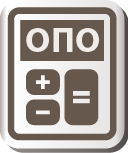 ОПО
+
=
−